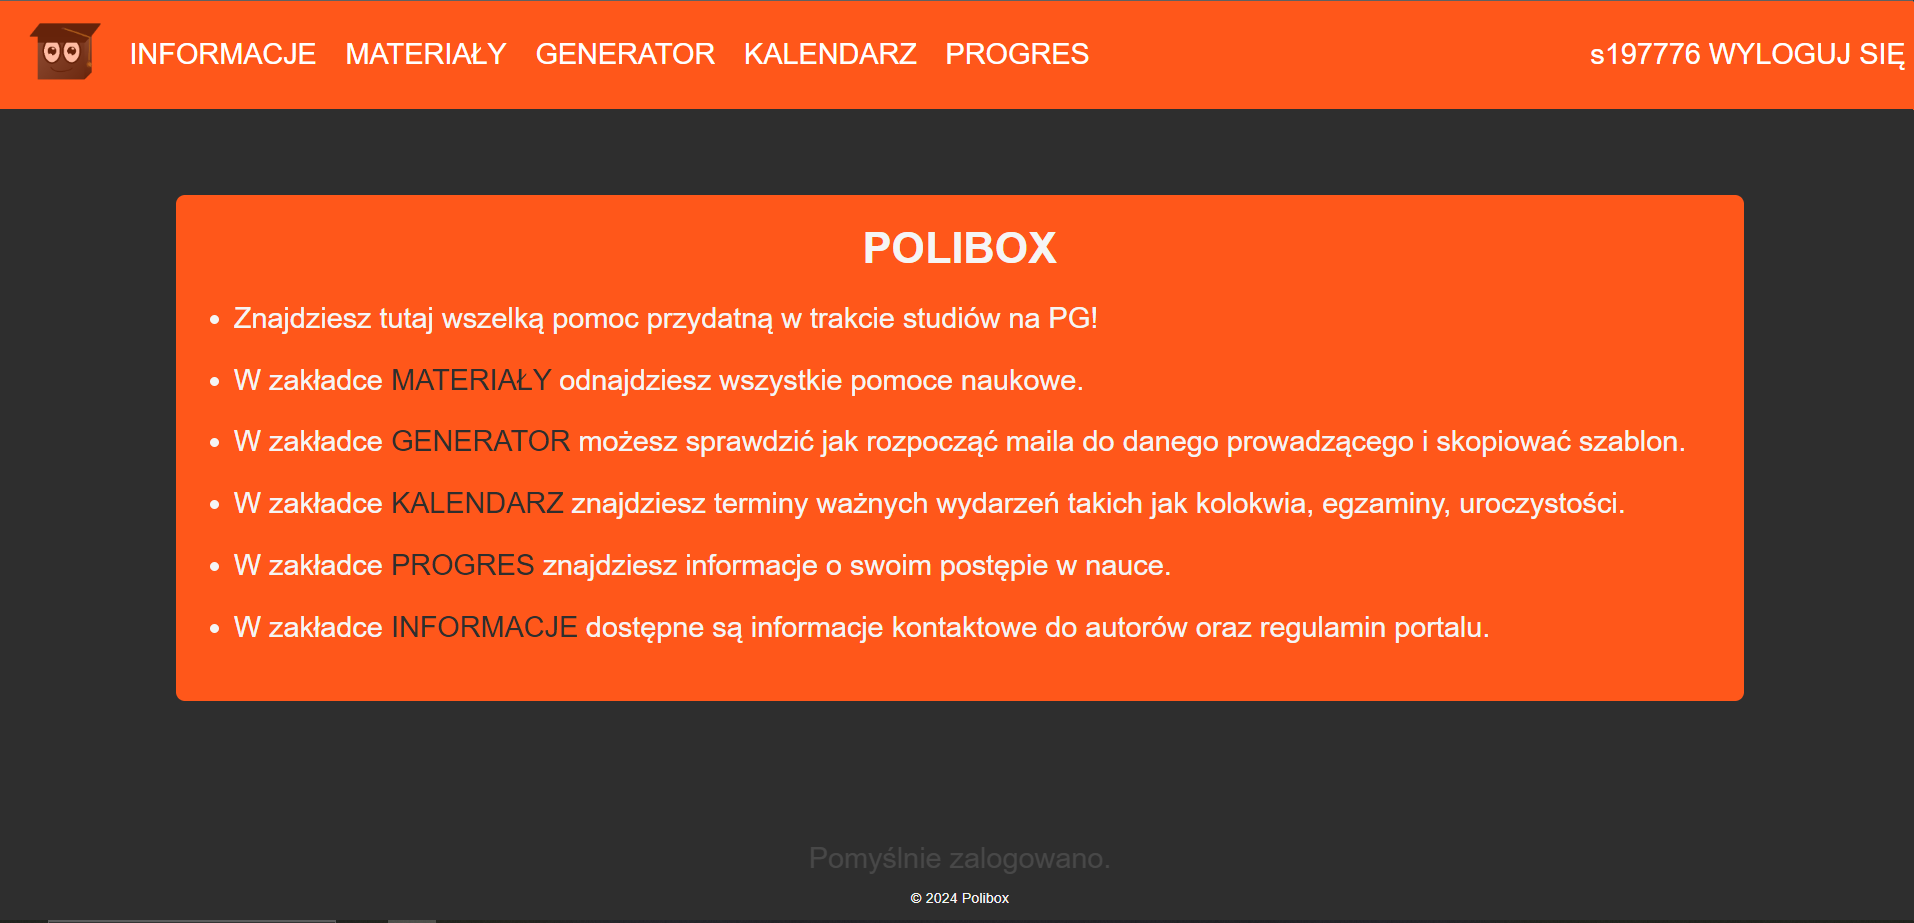 INFORMACJE MATERIAŁY GENERATOR KALENDARZ PROGRES s197776 WYLOGUJ SIĘ
POLIBOX
• Znajdziesz tutaj wszelką pomoc przydatną w trakcie studiów na PG!
• W zakładce MATERIAŁY odnajdziesz wszystkie pomoce naukowe.
• W zakładce GENERATOR możesz sprawdzić jak rozpocząć maila do danego prowadzącego i skopiować szablon.
• W zakładce KALENDARZ znajdziesz terminy ważnych wydarzeń takich jak kolokwia, egzaminy, uroczystości.
• W zakładce PROGRES znajdziesz informacje o swoim postępie w nauce.
• W zakładce INFORMACJE dostępne są informacje kontaktowe do autorów oraz regulamin portalu.
Pomyślnie zalogowano.
© 2024 Polibox